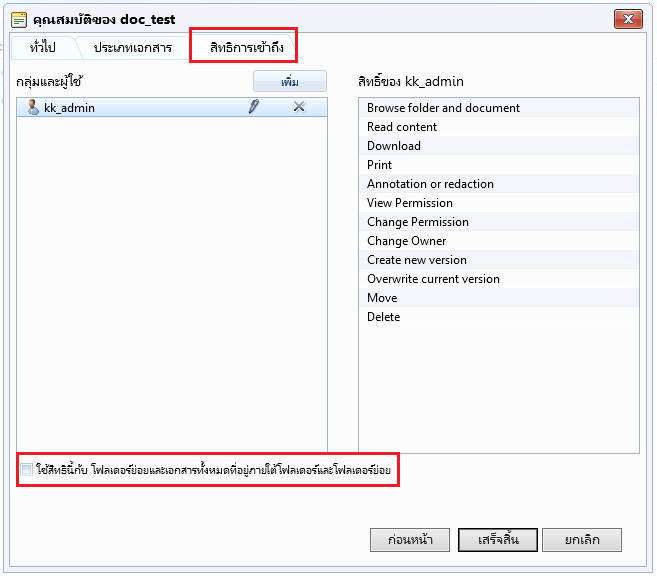 คุณสมบัติของ doc_test
ทั่วไป ประเภทเอกสาร สิทธิการเข้าถึง
กลุ่มและผู้ใช้ เพิ่ม
kk_admin
สิทธิ์ของ kk_admin
Browse folder and document
Read content
Download
Print
Annotation or redaction
View Permission
Change Permission
Change Owner
Create new version
Overwrite current version
Move
Delete
ใช้สิทธินี้กับ โฟลเดอร์ย่อยและเอกสารทั้งหมดที่อยู่ภายใต้โฟลเดอร์และโฟลเดอร์ย่อย
ก่อนหน้า เสร็จสิ้น ยกเลิก